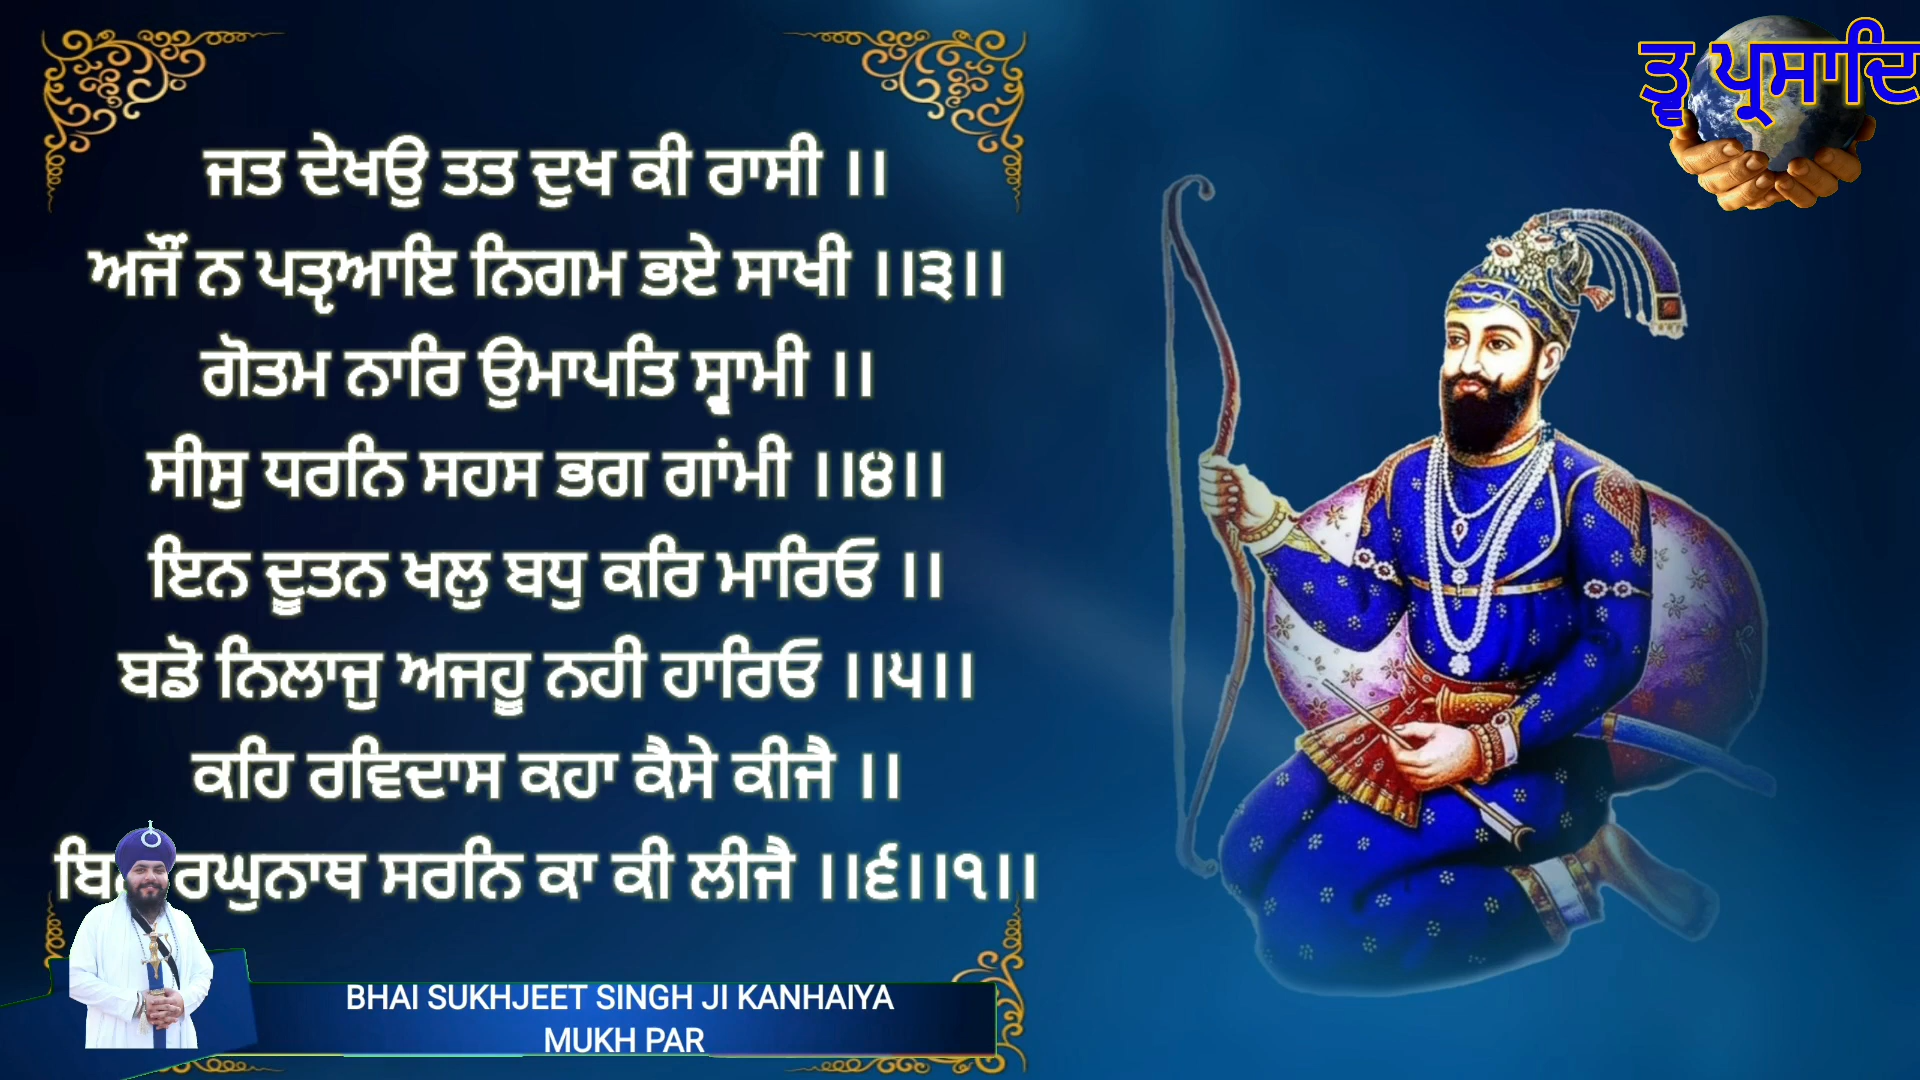 ਤ੍ਵ ਪ੍ਰਸਾਦਿ
ਜਤ ਦੇਖਉ ਤਤ ਦੁਖ ਕੀ ਰਾਸੀ ।।
ਅਜੌਂ ਨ ਪਤੵਆਇ ਨਿਗਮ ਭਏ ਸਾਖੀ ।।੩।।
ਗੋਤਮ ਨਾਰਿ ਉਮਾਪਤਿ ਸ੍ਵਾਮੀ ।।
ਸੀਸੁ ਧਰਨਿ ਸਹਸ ਭਗ ਗਾਂਮੀ ।।੪।।
ਇਨ ਦੂਤਨ ਖਲੁ ਬਧੁ ਕਰਿ ਮਾਰਿਓ ।।
ਬਡੋ ਨਿਲਾਜੁ ਅਜਹੂ ਨਹੀ ਹਾਰਿਓ ।।੫।।
ਕਹਿ ਰਵਿਦਾਸ ਕਹਾ ਕੈਸੇ ਕੀਜੈ ।।
ਰਘੁਨਾਥ ਸਰਨਿ ਕਾ ਕੀ ਲੀਜੈ ।।੬।।੧।।
BHAI SUKHJEET SINGH JI KANHAIYA
MUKH PAR